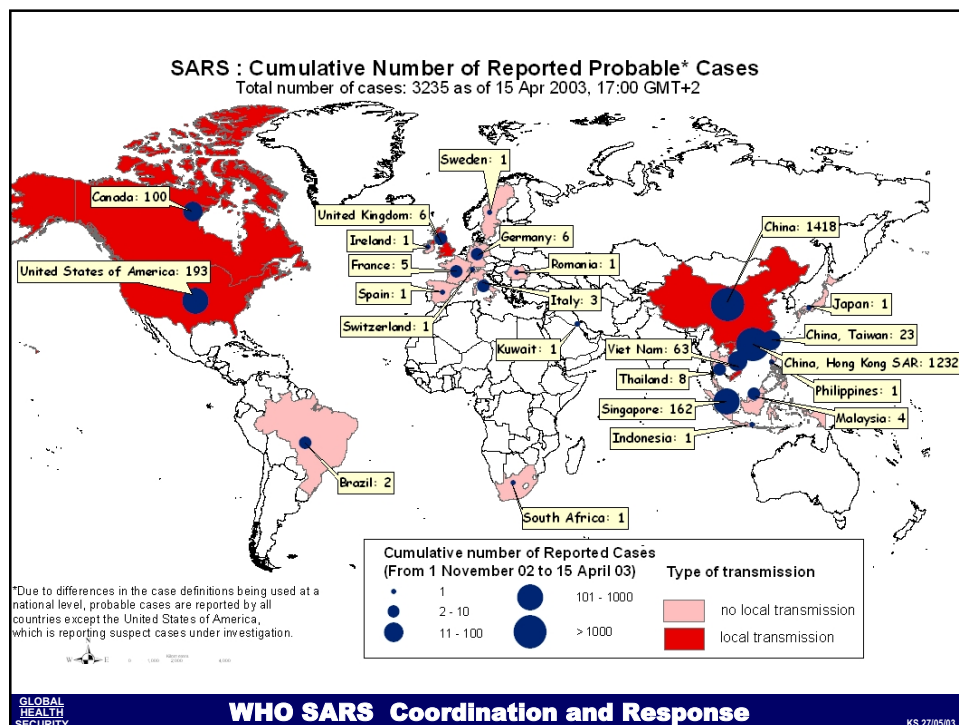 SARS : Cumulative Number of Reported Probable* Cases
Total number of cases: 3235 as of 15 Apr 2003, 17:00 GMT+2
Sweden: 1
Canada: 100
United Kingdom: 6
Germany: 6
China: 1418
Ireland: 1
United States of America: 193
France: 5
Romania: 1
Spain: 1
Italy: 3
Japan: 1
Switzerland: 1
China, Taiwan: 23
Kuwait: 1
Viet Nam: 63
China, Hong Kong SAR: 1232
Thailand: 8
Philippines: 1
Singapore: 162
Malaysia: 4
Indonesia: 1
Brazil: 2
South Africa: 1
Cumulative number of Reported Cases
(From 1 November 02 to 15 April 03)
1
2 - 10
11 - 100
101 - 1000
> 1000
Type of transmission
no local transmission
local transmission
*Due to differences in the case definitions being used at a
national level, probable cases are reported by all
countries except the United States of America,
which is reporting suspect cases under investigation.
N
W E
S
GLOBAL
HEALTH
SECURITY
WHO SARS Coordination and Response
KS 27/05/03